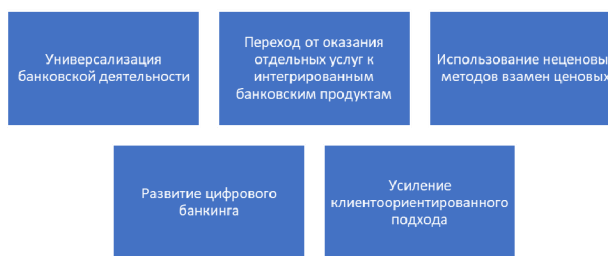 Универсализация
банковской деятельности
Переход от оказания
отдельных услуг к
интегрированным
банковским продуктам
Использование неценовы
методов взамен ценовых
Развитие цифрового
банкинга
Усиление
клиентоориентированного
подхода